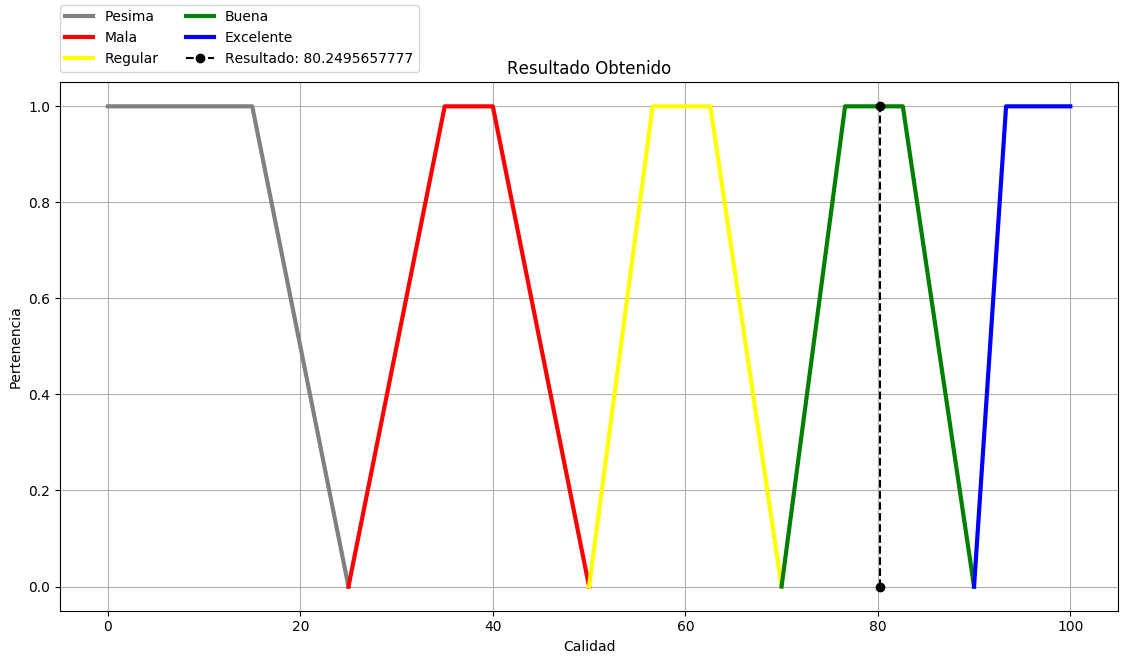 Pesima
Mala
Regular
Buena
Excelente
Resultado: 80.2495657777
Resultado Obtenido
Pertenencia
1.0
0.8
0.6
0.4
0.2
0.0
0 20 40 60 80 100
Calidad